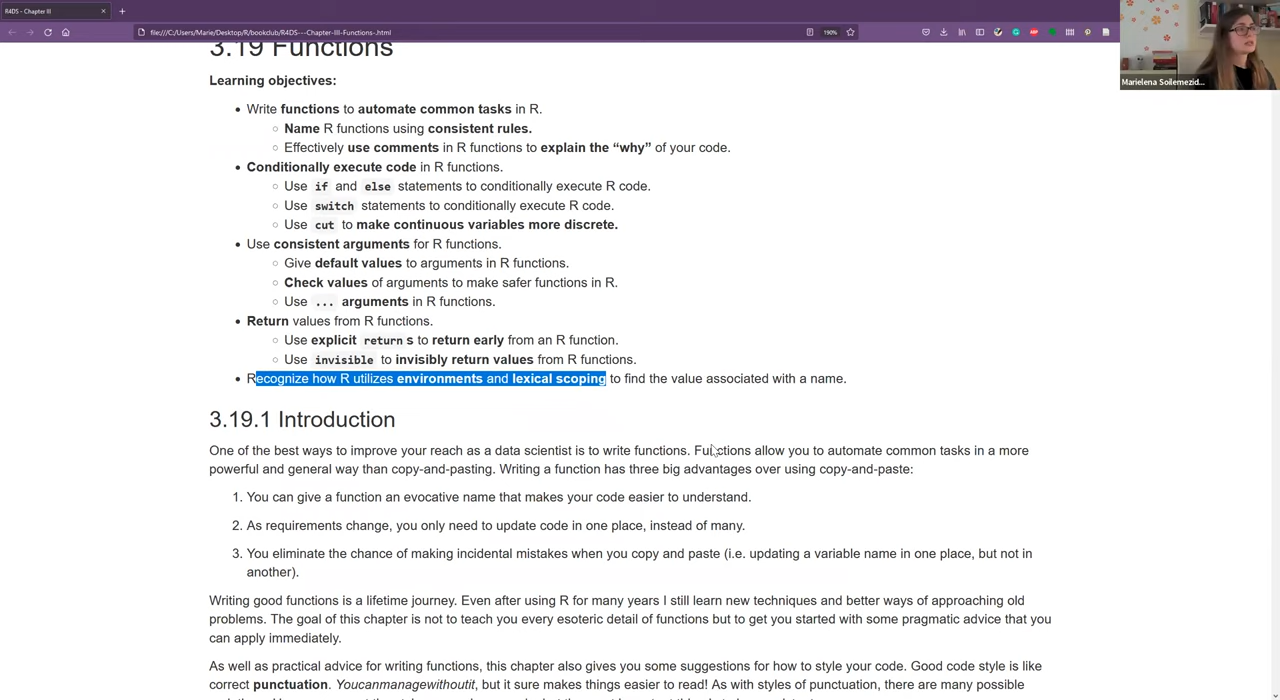 R4DS - Chapter III
file:///C:/Users/Marie/Desktop/R/bookclub/R4DS---Chapter-III-Functions-.html
190%
Marielena Soilemezid...
3.19 Functions
Learning objectives:
Write functions to automate common tasks in R.
Name R functions using consistent rules.
Effectively use comments in R functions to explain the “why” of your code.
Conditionally execute code in R functions.
Use if and else statements to conditionally execute R code.
Use switch statements to conditionally execute R code.
Use cut to make continuous variables more discrete.
Use consistent arguments for R functions.
Give default values to arguments in R functions.
Check values of arguments to make safer functions in R.
Use ... arguments in R functions.
Return values from R functions.
Use explicit return s to return early from an R function.
Use invisible to invisibly return values from R functions.
Recognize how R utilizes environments and lexical scoping to find the value associated with a name.
3.19.1 Introduction
One of the best ways to improve your reach as a data scientist is to write functions. Functions allow you to automate common tasks in a more
powerful and general way than copy-and-pasting. Writing a function has three big advantages over using copy-and-paste:
1. You can give a function an evocative name that makes your code easier to understand.
2. As requirements change, you only need to update code in one place, instead of many.
3. You eliminate the chance of making incidental mistakes when you copy and paste (i.e. updating a variable name in one place, but not in
another).
Writing good functions is a lifetime journey. Even after using R for many years I still learn new techniques and better ways of approaching old
problems. The goal of this chapter is not to teach you every esoteric detail of functions but to get you started with some pragmatic advice that you
can apply immediately.
As well as practical advice for writing functions, this chapter also gives you some suggestions for how to style your code. Good code style is like
correct punctuation. Youcanmanagewithoutit, but it sure makes things easier to read! As with styles of punctuation, there are many possible